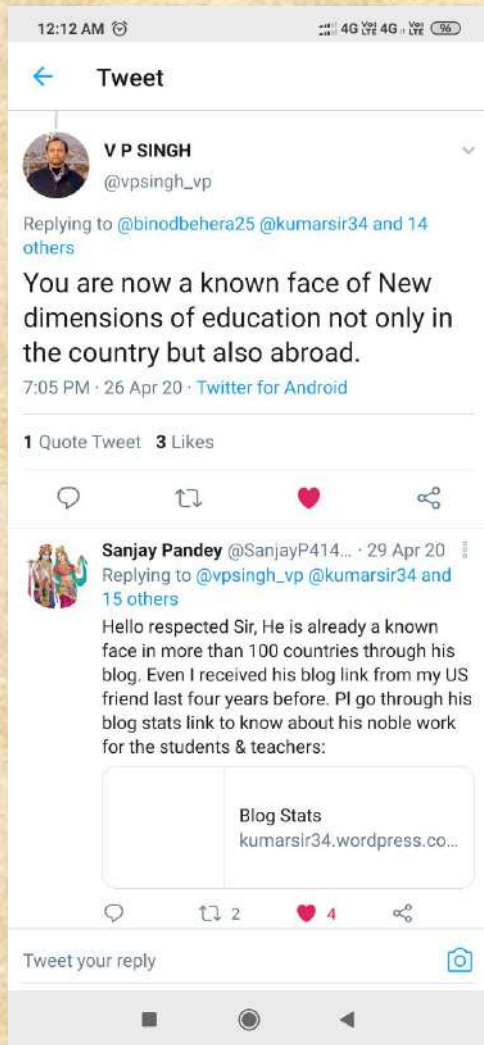 12:12 AM 4G Vo) LTE 4G Vo) LTE 96
Tweet
V P SINGH
@vpsingh_vp
Replying to @binodbehera25 @kumarsir34 and 14
others
You are now a known face of New
dimensions of education not only in
the country but also abroad.
7:05 PM · 26 Apr 20 · Twitter for Android
1 Quote Tweet 3 Likes
Sanjay Pandey @SanjayP414... · 29 Apr 20
Replying to @vpsingh_vp @kumarsir34 and
15 others
Hello respected Sir, He is already a known
face in more than 100 countries through his
blog. Even I received his blog link from my US
friend last four years before. Pl go through his
blog stats link to know about his noble work
for the students & teachers:
Blog Stats
kumarsir34.wordpress.co...
2 4
Tweet your reply